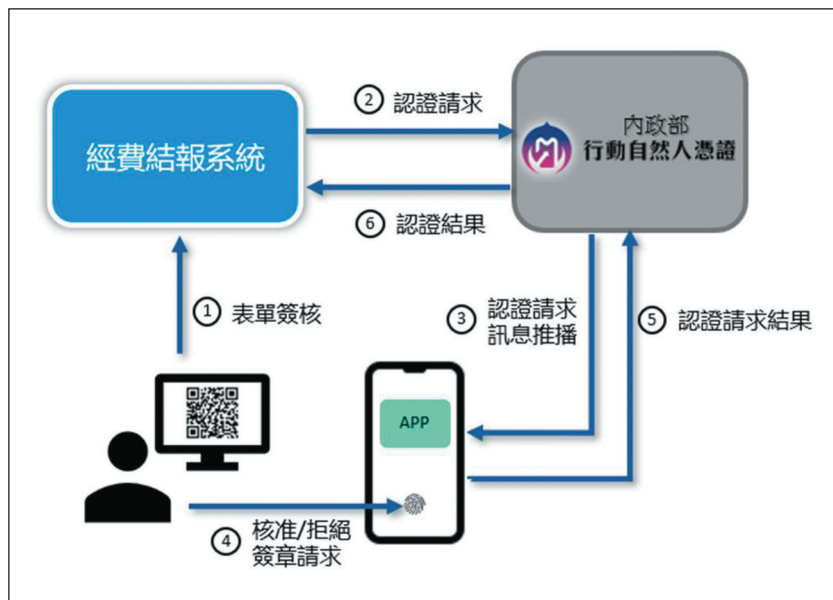 ② 認證請求
內政部
行動自然人憑證
經費結報系統
⑥ 認證結果
① 表單簽核
③ 認證請求
訊息推播
⑤ 認證請求結果
APP
④ 核准/拒絕
簽章請求